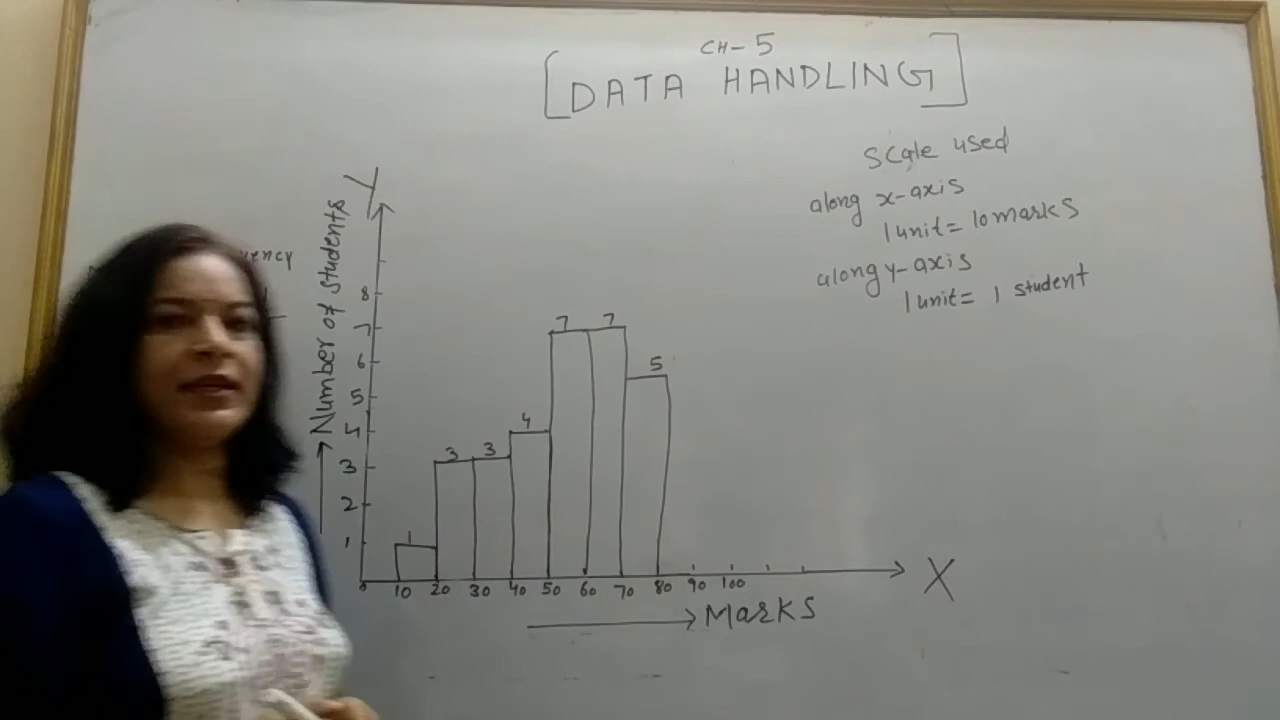 CH-5
[DATA HANDLING]
Scale used
along x-axis
1 unit = 10 marks
along y-axis
1 unit = 1 student
Y
Number of students
8
7
6
5
4
3
2
1
1
3
3
4
7
7
5
10 20 30 40 50 60 70 80 90 100
X
Marks